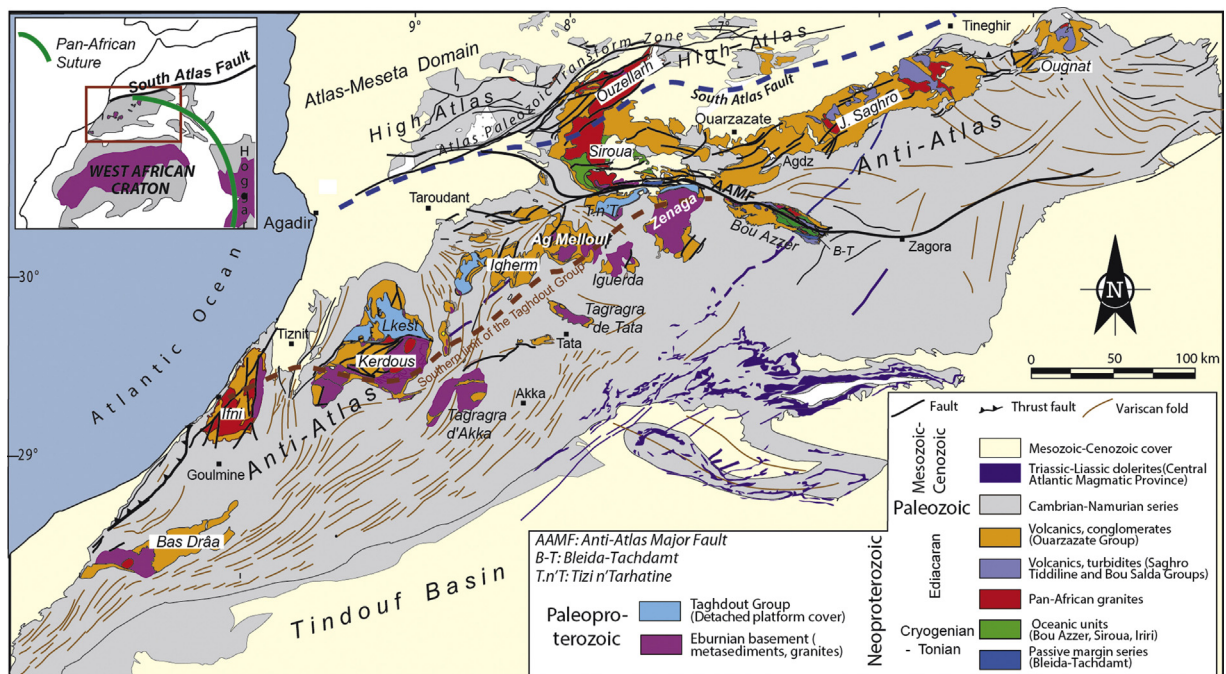 Pan-African
Suture
South Atlas Fault
WEST AFRICAN
CRATON
Hoggar
9°
8°
7°
Tineghir
Ougnat
Atlas-Meseta Domain
High-Atlas
High Atlas
Atlas Paleozoic Transform Zone
Ouzellarh
South Atlas Fault
Ouarzazate
J. Saghro
Anti-Atlas
Siroua
Agdz
Agadir
Taroudant
AAMF
T.n'T
Zenaga
Bou Azzer
B-T
Zagora
30°
Ag Mellouf
Igherm
Iguerda
Southern limit of the Taghdout Group
Atlantic Ocean
Lkest
Tagragra
de Tata
Tiznit
Tata
Kerdous
N
Ifni
Anti-Atlas
Tagragra
d'Akka
Akka
0 50 100 km
29°
Goulmine
Bas Drâa
Tindouf Basin
AAMF: Anti-Atlas Major Fault
B-T: Bleida-Tachdamt
T.n'T: Tizi n'Tarhatine
Paleopro-
terozoic
Taghdout Group
(Detached platform cover)
Eburnian basement (
metasediments, granites)
Fault
Thrust fault
Variscan fold
Mesozoic-
Cenozoic
Mesozoic-Cenozoic cover
Triassic-Liassic dolerites(Central
Atlantic Magmatic Province)
Paleozoic
Cambrian-Namurian series
Neoproterozoic
Ediacaran
Volcanics, conglomerates
(Ouarzazate Group)
Volcanics, turbidites (Saghro
Tiddiline and Bou Salda Groups)
Pan-African granites
Cryogenian
- Tonian
Oceanic units
(Bou Azzer, Siroua, Iriri)
Passive margin series
(Bleida-Tachdamt)